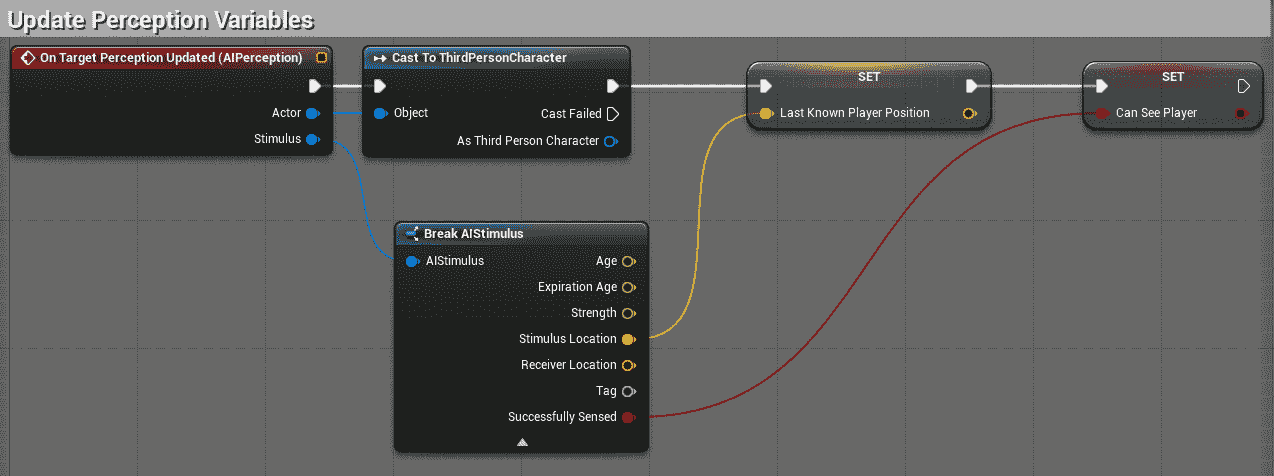 Update Perception Variables
On Target Perception Updated (AIPerception)
Actor
Stimulus
Cast To ThirdPersonCharacter
Object
Cast Failed
As Third Person Character
SET
Last Known Player Position
SET
Can See Player
Break AIStimulus
AIStimulus
Age
Expiration Age
Strength
Stimulus Location
Receiver Location
Tag
Successfully Sensed